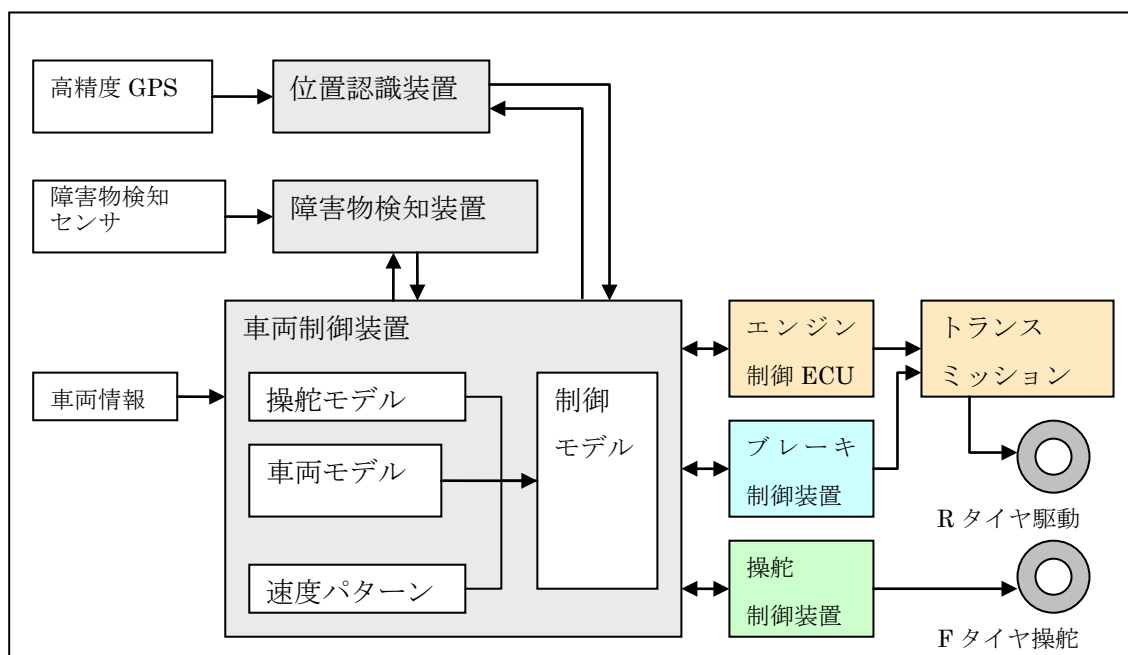 高精度 GPS
位置認識装置
障害物検知
センサ
障害物検知装置
車両制御装置
車両情報
操舵モデル
車両モデル
速度パターン
制御
モデル
エンジン
制御 ECU
トランス
ミッション
ブレーキ
制御装置
R タイヤ駆動
操舵
制御装置
F タイヤ操舵